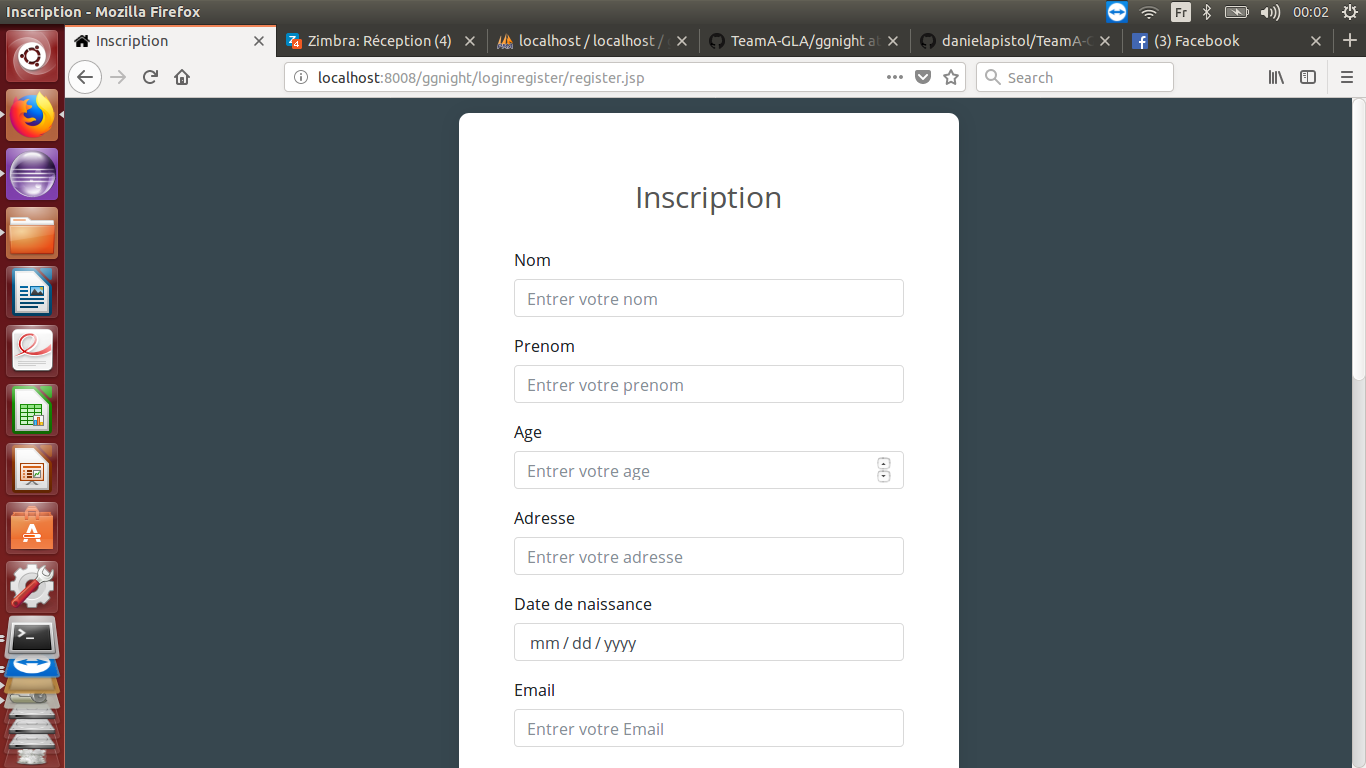 Inscription - Mozilla Firefox
Fr
00:02
Inscription
Zimbra: Réception (4)
localhost / localhost /
TeamA-GLA/ggnight at
danielapistol/TeamA-G
(3) Facebook
localhost:8008/ggnight/loginregister/register.jsp
Search
Inscription
Nom
Entrer votre nom
Prenom
Entrer votre prenom
Age
Entrer votre age
Adresse
Entrer votre adresse
Date de naissance
mm / dd / yyyy
Email
Entrer votre Email